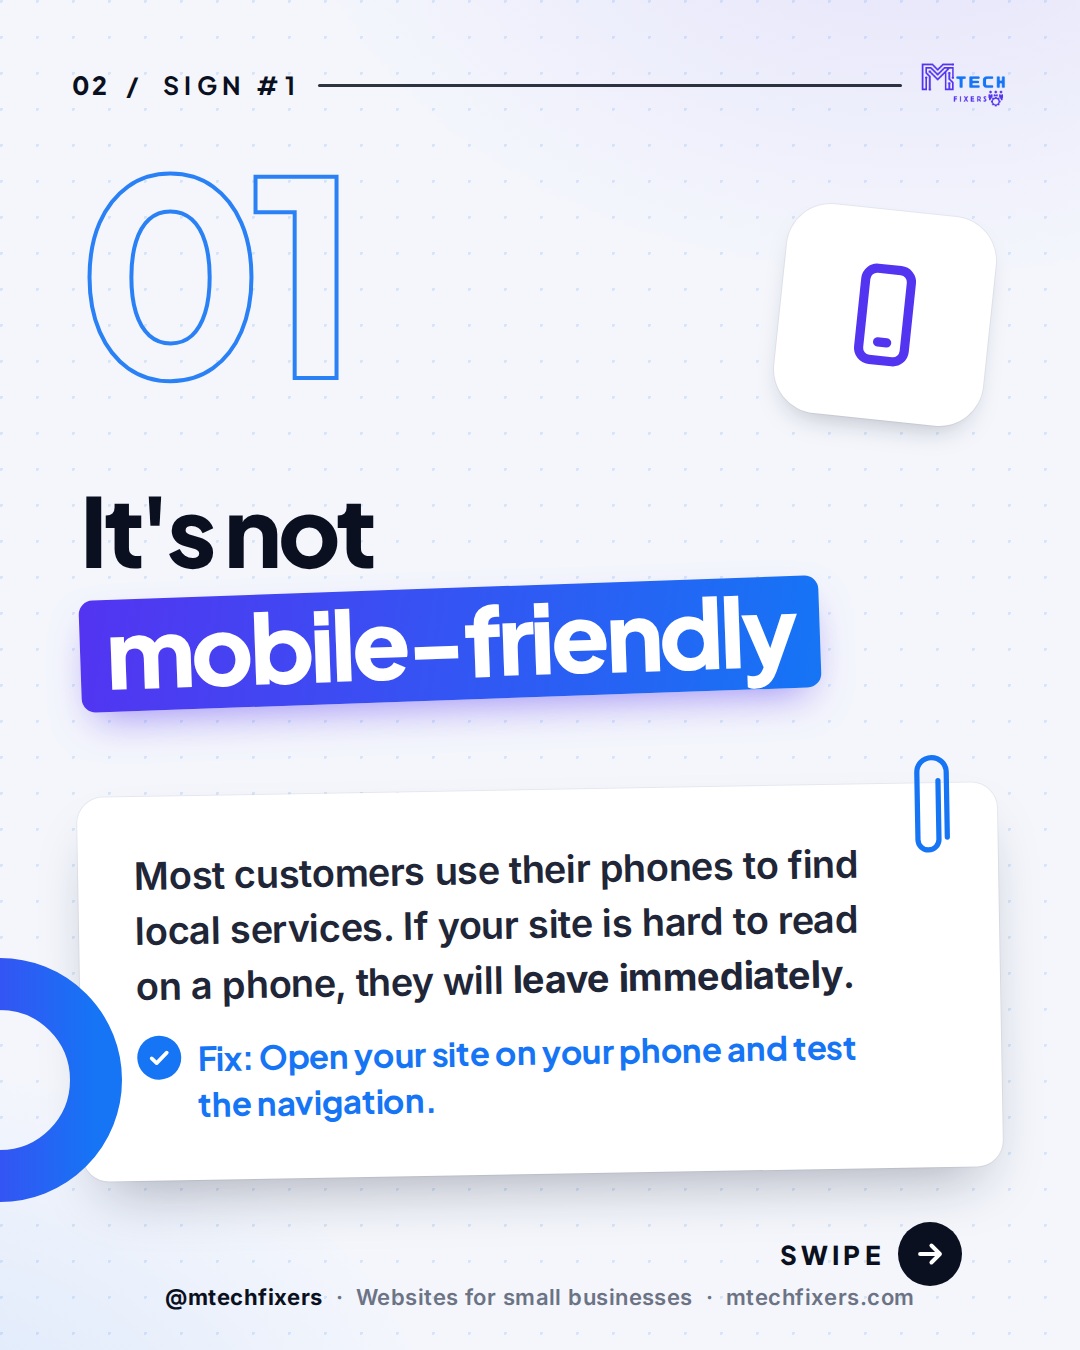 02 / SIGN #1
MTECH
FIXERS
01
It's not
mobile-friendly
Most customers use their phones to find
local services. If your site is hard to read
on a phone, they will leave immediately.
Fix: Open your site on your phone and test
the navigation.
SWIPE
@mtechfixers · Websites for small businesses · mtechfixers.com